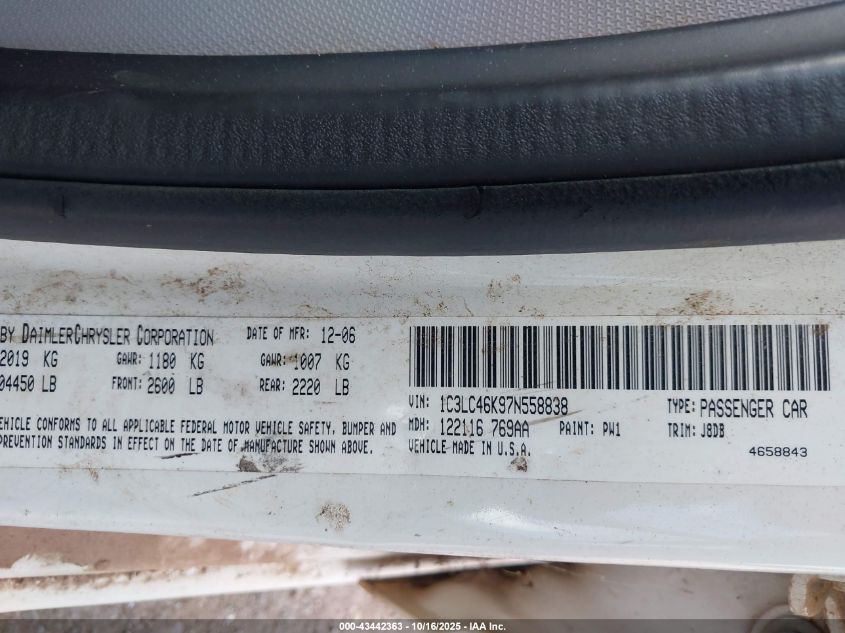 BY DAIMLERCHRYSLER CORPORATION DATE OF MFR: 12-06
2019 KG GAWR: 1180 KG GAWR: 1007 KG
04450 LB FRONT: 2600 LB REAR: 2220 LB
VEHICLE CONFORMS TO ALL APPLICABLE FEDERAL MOTOR VEHICLE SAFETY, BUMPER AND
PREVENTION STANDARDS IN EFFECT ON THE DATE OF MANUFACTURE SHOWN ABOVE.
VIN: 1C3LC46K97N558838 TYPE: PASSENGER CAR
MDH: 122116 769AA PAINT: PW1 TRIM: J8DB
VEHICLE MADE IN U.S.A. 4658843
000-43442363 - 10/16/2025 - IAA Inc.